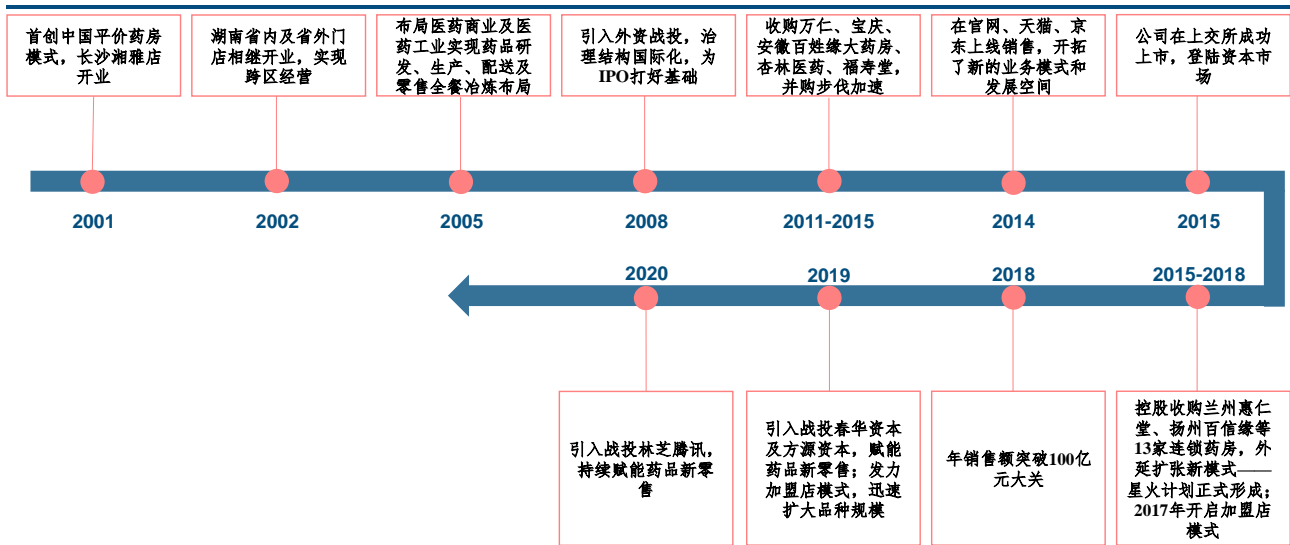 首创中国平价药房
模式，长沙湘雅店
开业
湖南省内及省外门
店相继开业，实现
跨区经营
布局医药商业及医
药工业实现药品研
发、生产、配送及
零售全餐冶炼布局
引入外资战投，治
理结构国际化，为
IPO打好基础
收购万仁、宝庆、
安徽百姓缘大药房、
杏林医药、福寿堂，
并购步伐加速
在官网、天猫、京
东上线销售，开拓
了新的业务模式和
发展空间
公司在上交所成功
上市，登陆资本市
场
2001
2002
2005
2008
2011-2015
2014
2015
2020
2019
2018
2015-2018
引入战投林芝腾讯，
持续赋能药品新零
售
引入战投春华资本
及方源资本，赋能
药品新零售；发力
加盟店模式，迅速
扩大品种规模
年销售额突破100亿
元大关
控股收购兰州惠仁
堂、扬州百信缘等
13家连锁药房，外
延扩张新模式——
星火计划正式形成；
2017年开启加盟店
模式